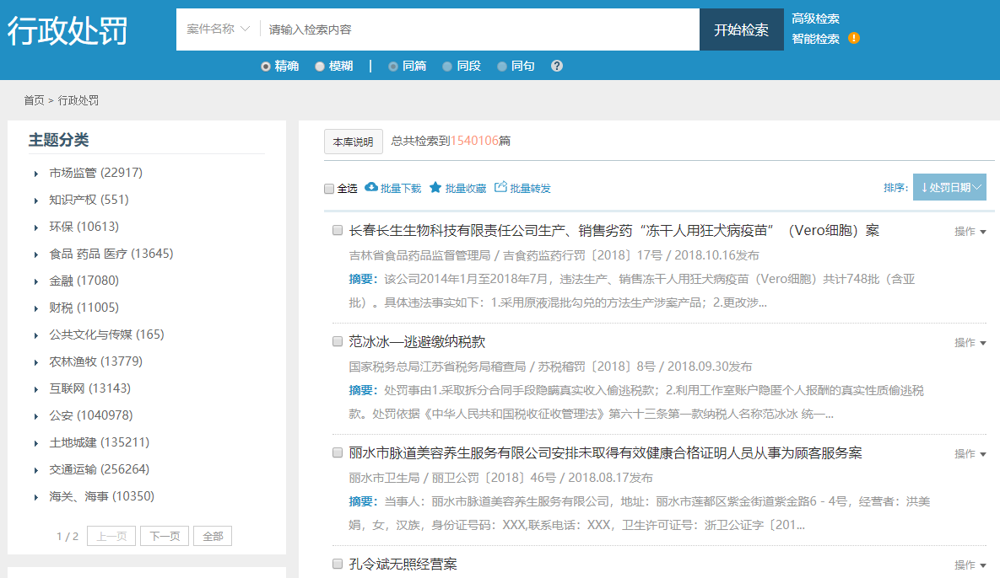 行政处罚
案件名称
请输入检索内容
开始检索
高级检索
智能检索
精确 模糊 | 同篇 同段 同句
首页 > 行政处罚
主题分类
市场监管 (22917)
知识产权 (551)
环保 (10613)
食品 药品 医疗 (13645)
金融 (17080)
财税 (11005)
公共文化与传媒 (165)
农林渔牧 (13779)
互联网 (13143)
公安 (1040978)
土地城建 (135211)
交通运输 (256264)
海关、海事 (10350)
1 / 2 上一页 下一页 全部
本库说明 总共检索到1540106篇
全选 批量下载 批量收藏 批量转发
排序: ↓处罚日期
长春长生生物科技有限责任公司生产、销售劣药“冻干人用狂犬病疫苗”（Vero细胞）案
操作
吉林省食品药品监督管理局 / 吉食药监药行罚〔2018〕17号 / 2018.10.16发布
摘要：该公司2014年1月至2018年7月，违法生产、销售冻干人用狂犬病疫苗（Vero细胞）共计748批（含亚
批）。具体违法事实如下：1.采用原液混批勾兑的方法生产涉案产品；2.更改涉...
范冰冰—逃避缴纳税款
操作
国家税务总局江苏省税务局稽查局 / 苏税稽罚〔2018〕8号 / 2018.09.30发布
摘要：处罚事由1.采取拆分合同手段隐瞒真实收入偷逃税款；2.利用工作室账户隐匿个人报酬的真实性质偷逃税
款。处罚依据《中华人民共和国税收征收管理法》第六十三条第一款纳税人名称范冰冰 统一...
丽水市脉道美容养生服务有限公司安排未取得有效健康合格证明人员从事为顾客服务案
操作
丽水市卫生局 / 丽卫公罚〔2018〕46号 / 2018.08.17发布
摘要：当事人：丽水市脉道美容养生服务有限公司，地址：丽水市莲都区紫金街道紫金路6－4号，经营者：洪美
娟，女，汉族，身份证号码：XXX,联系电话：XXX，卫生许可证号：浙卫公证字〔201...
孔令斌无照经营案
操作